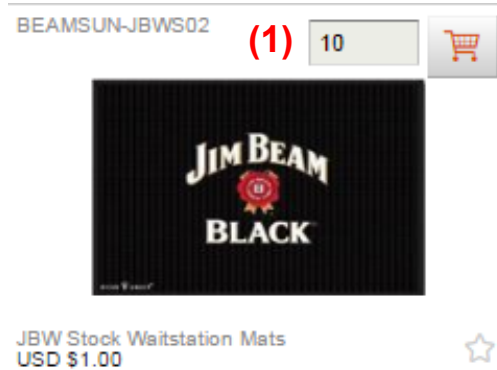 BEAMSUN-JBWS02
(1)
10
JIM BEAM
BLACK
JBW Stock Waitstation Mats
USD $1.00